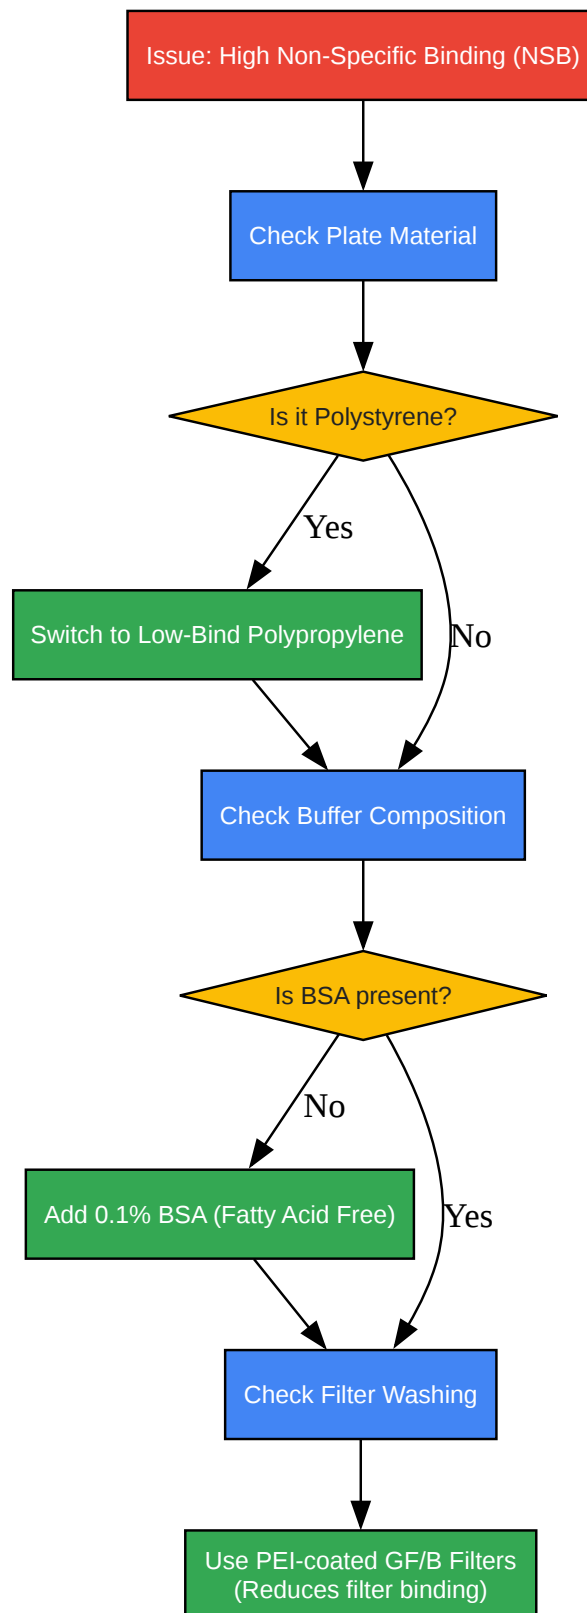 Issue: High Non-Specific Binding (NSB)
Check Plate Material
Is it Polystyrene?
Yes
Switch to Low-Bind Polypropylene
No
Check Buffer Composition
Is BSA present?
No
Add 0.1% BSA (Fatty Acid Free)
Yes
Check Filter Washing
Use PEI-coated GF/B Filters
(Reduces filter binding)